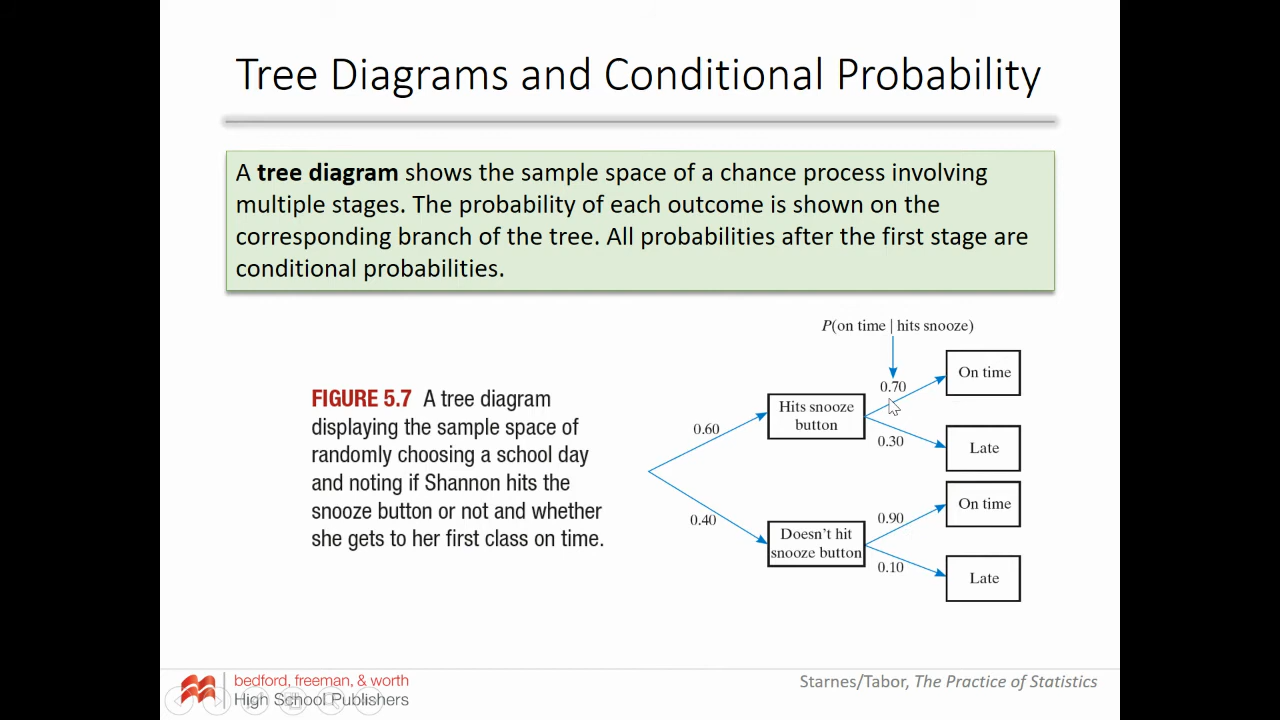 Tree Diagrams and Conditional Probability
A tree diagram shows the sample space of a chance process involving
multiple stages. The probability of each outcome is shown on the
corresponding branch of the tree. All probabilities after the first stage are
conditional probabilities.
P(on time | hits snooze)
FIGURE 5.7 A tree diagram
displaying the sample space of
randomly choosing a school day
and noting if Shannon hits the
snooze button or not and whether
she gets to her first class on time.
0.60
0.40
Hits snooze
button
Doesn't hit
snooze button
0.70
0.30
0.90
0.10
On time
Late
On time
Late
bedford, freeman, & worth
High School Publishers
Starnes/Tabor, The Practice of Statistics